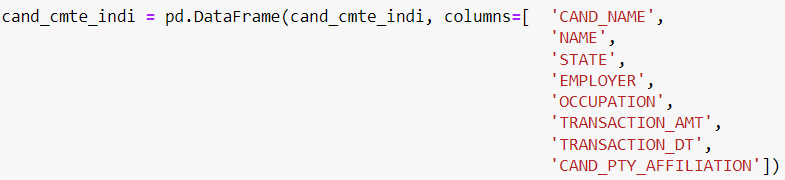 cand_cmte_indi = pd.DataFrame(cand_cmte_indi, columns=[  'CAND_NAME',
'NAME',
'STATE',
'EMPLOYER',
'OCCUPATION',
'TRANSACTION_AMT',
'TRANSACTION_DT',
'CAND_PTY_AFFILIATION'])